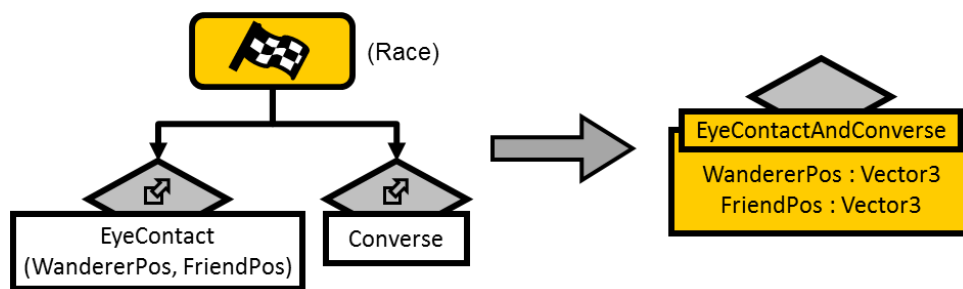 (Race)
EyeContact
(WandererPos, FriendPos)
Converse
EyeContactAndConverse
WandererPos : Vector3
FriendPos : Vector3